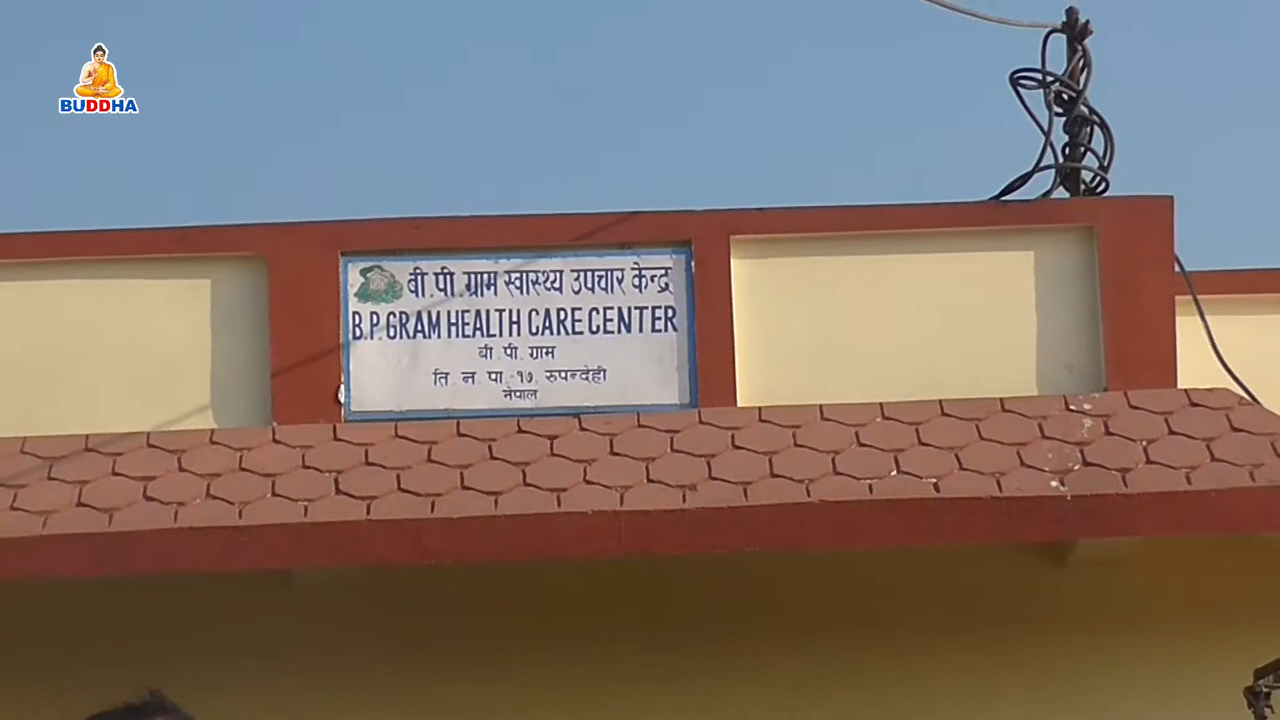 BUDDHA
बी.पी.ग्राम स्वास्थ्य उपचार केन्द्र
B.P. GRAM HEALTH CARE CENTER
बी. पी. ग्राम
ति. न. पा.-१७, रुपन्देही
नेपाल